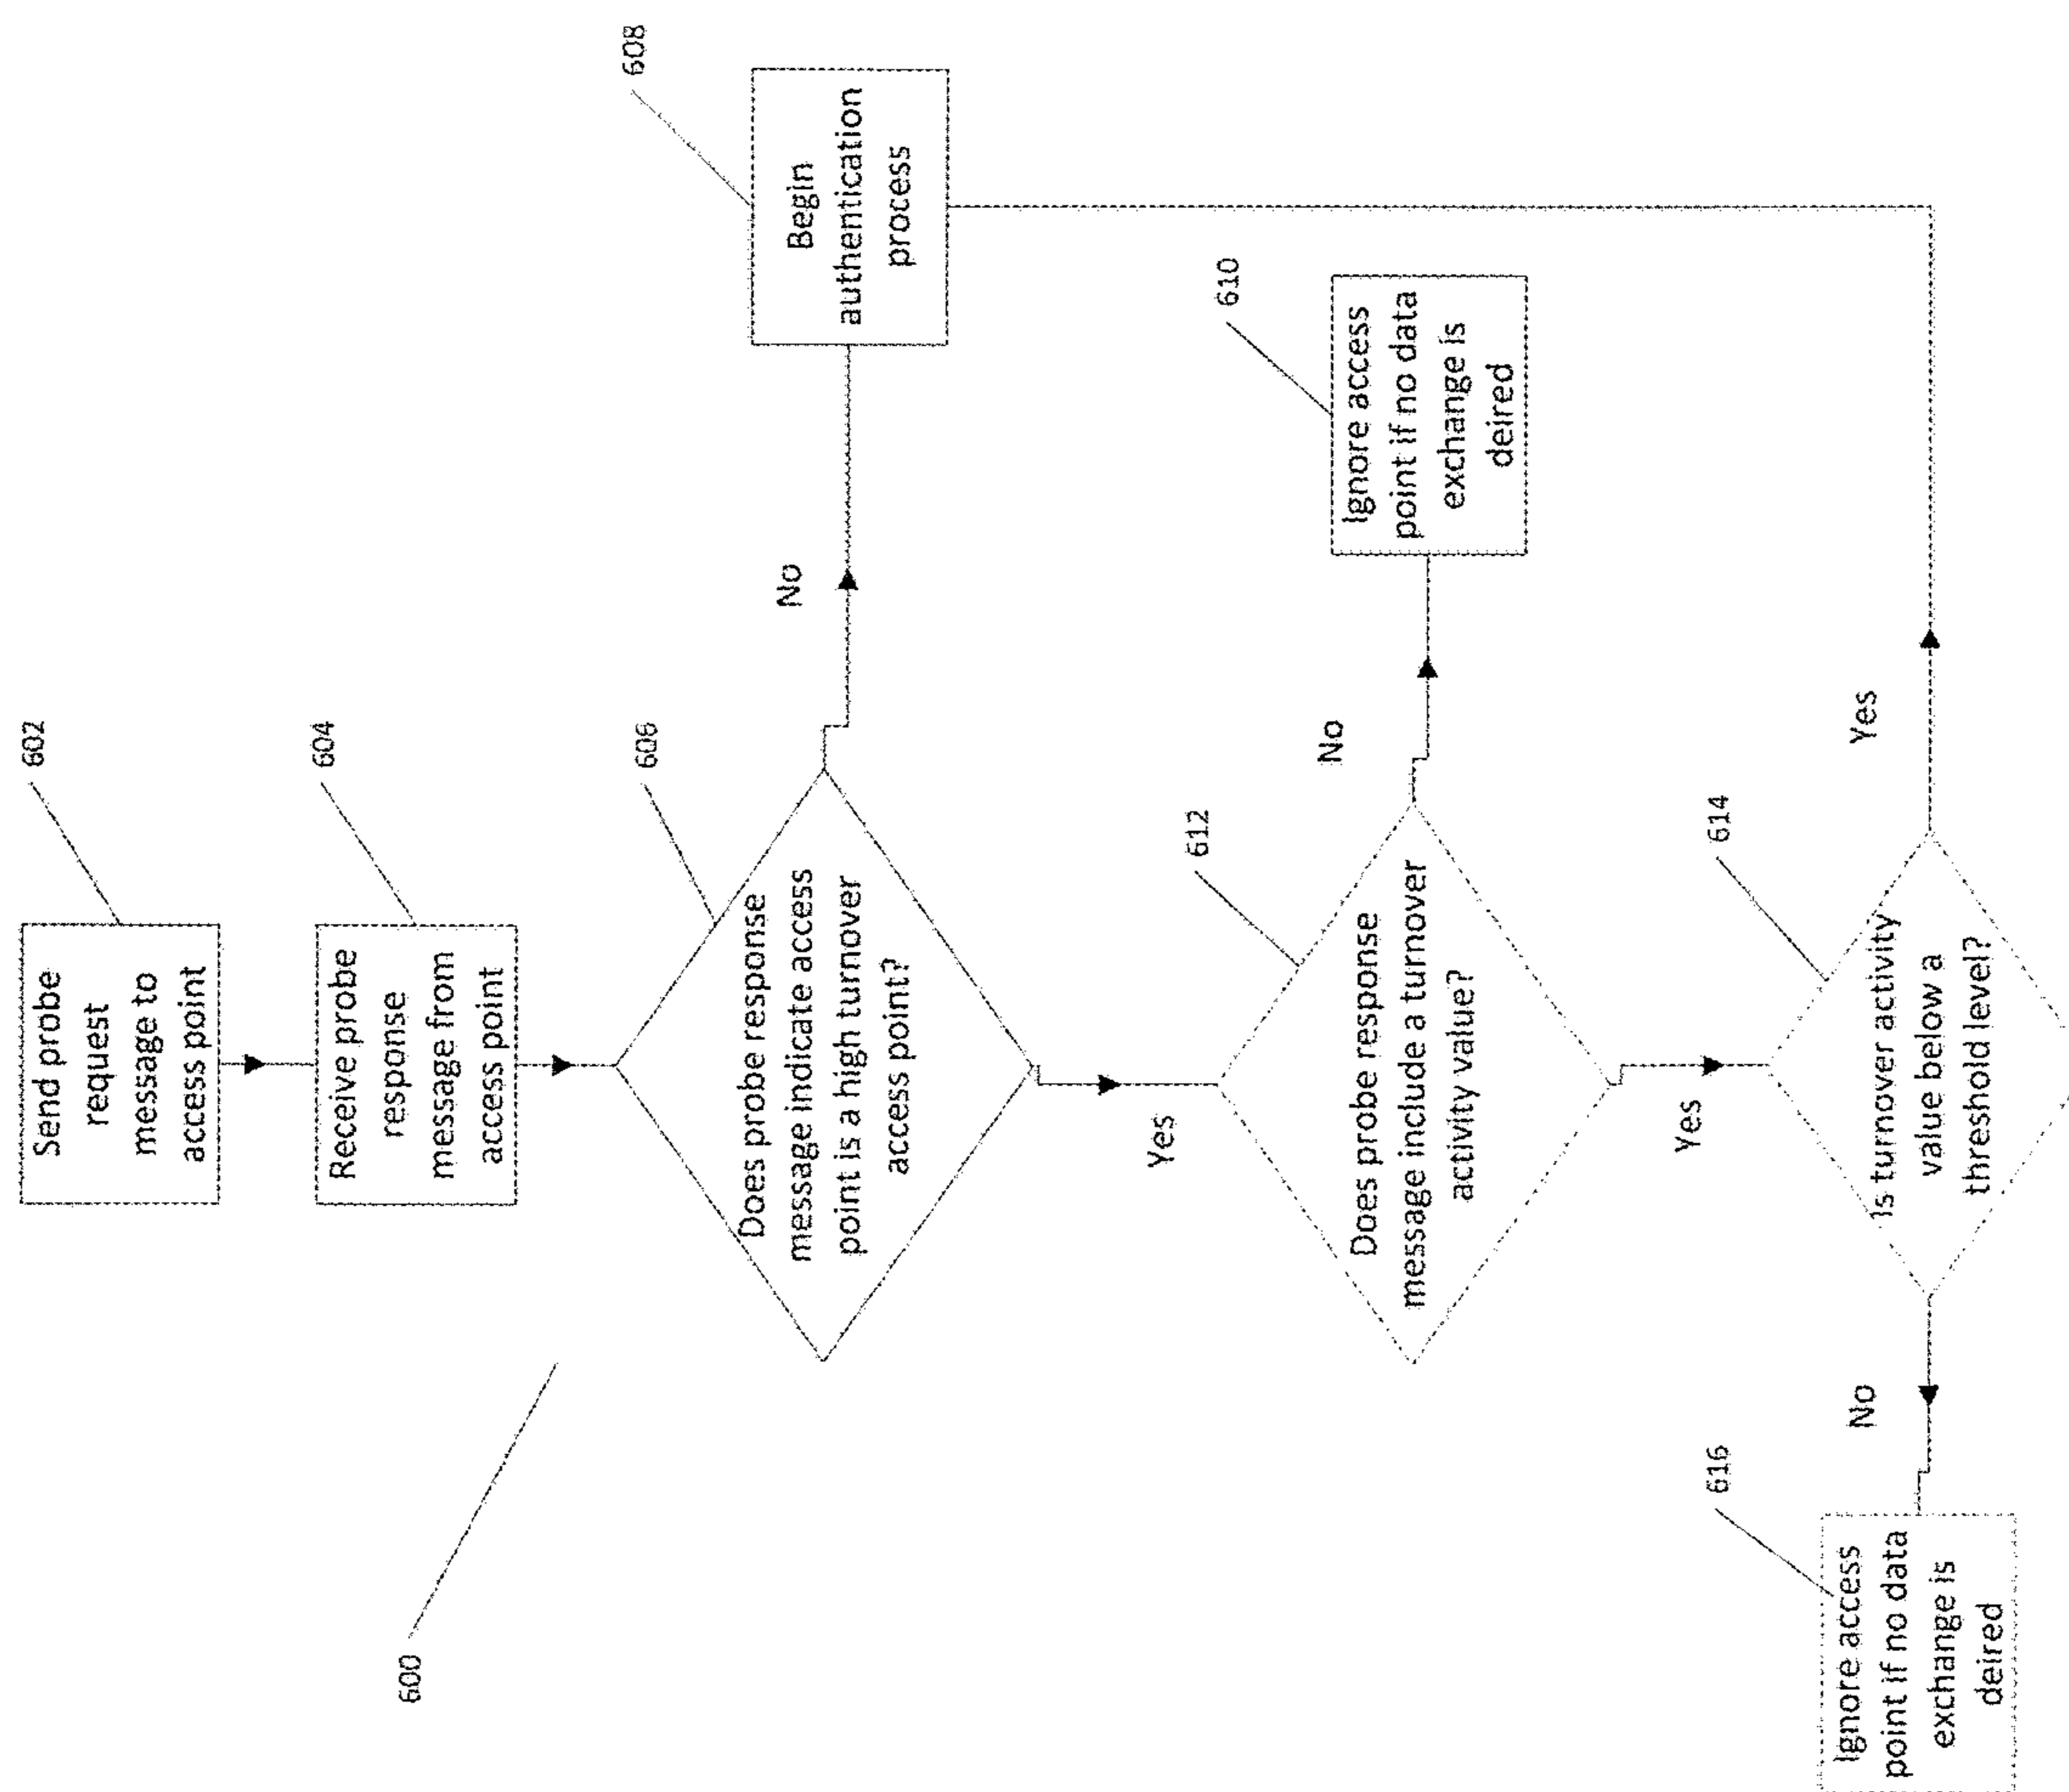 602
Send probe
request
message to
access point
604
Receive probe
response
message from
access point
600
606
Does probe response
message indicate access
point is a high turnover
access point?
No
608
Begin
authentication
process
Yes
612
Does probe response
message include a turnover
activity value?
No
610
Ignore access
point if no data
exchange is
deired
Yes
614
Is turnover activity
value below a
threshold level?
Yes
No
616
Ignore access
point if no data
exchange is
deired